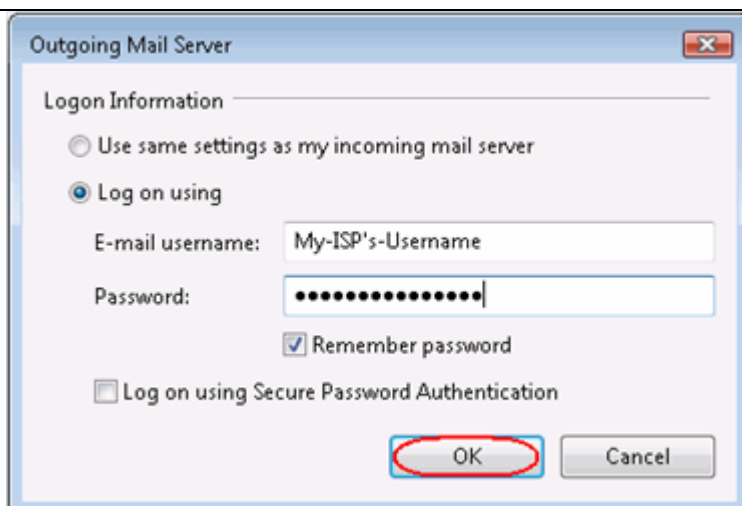 Outgoing Mail Server
Logon Information
Use same settings as my incoming mail server
Log on using
E-mail username: My-ISP's-Username
Password: •••••••••••••••
Remember password
Log on using Secure Password Authentication
OK Cancel